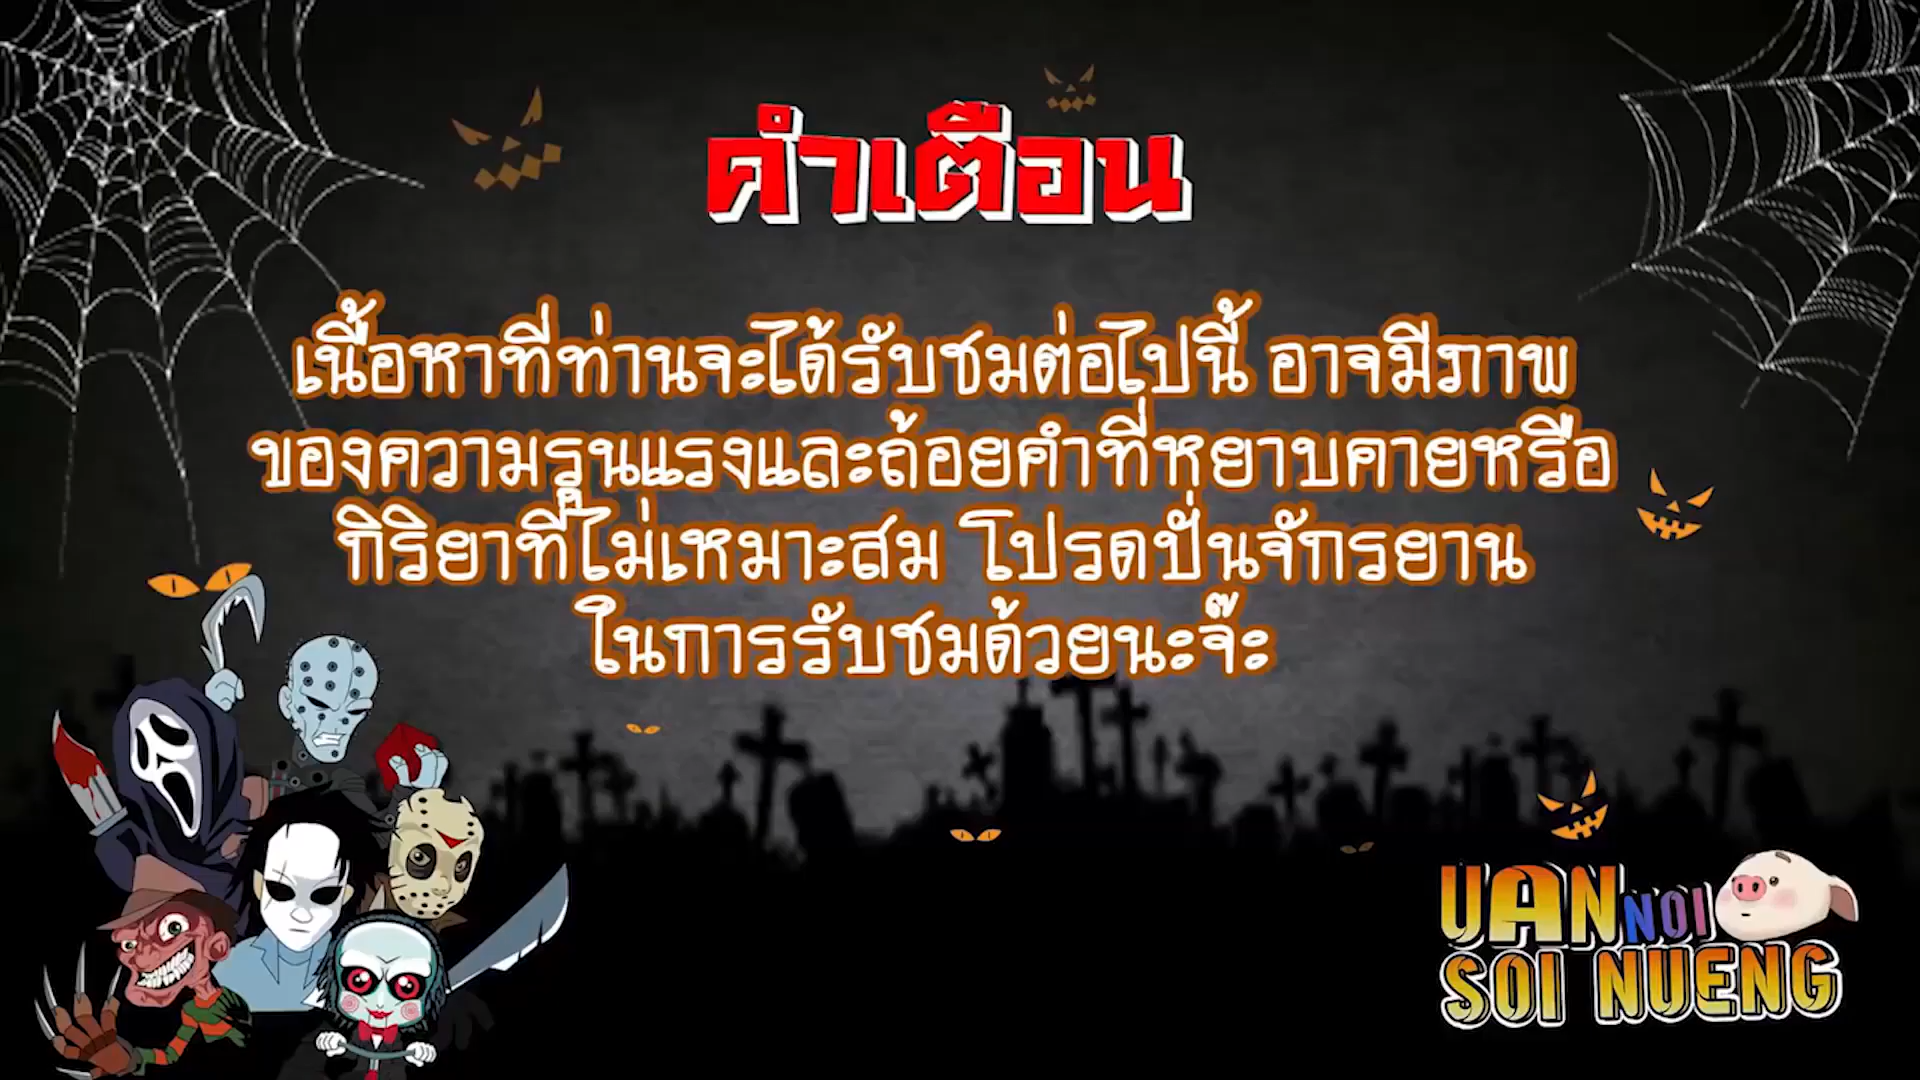 คำเตือน
เนื้อหาที่ท่านจะได้รับชมต่อไปนี้ อาจมีภาพ
ของความรุนแรงและถ้อยคำที่หยาบคายหรือ
กิริยาที่ไม่เหมาะสม โปรดปั่นจักรยาน
ในการรับชมด้วยนะจ๊ะ
UAN NOI
SOI NUENG